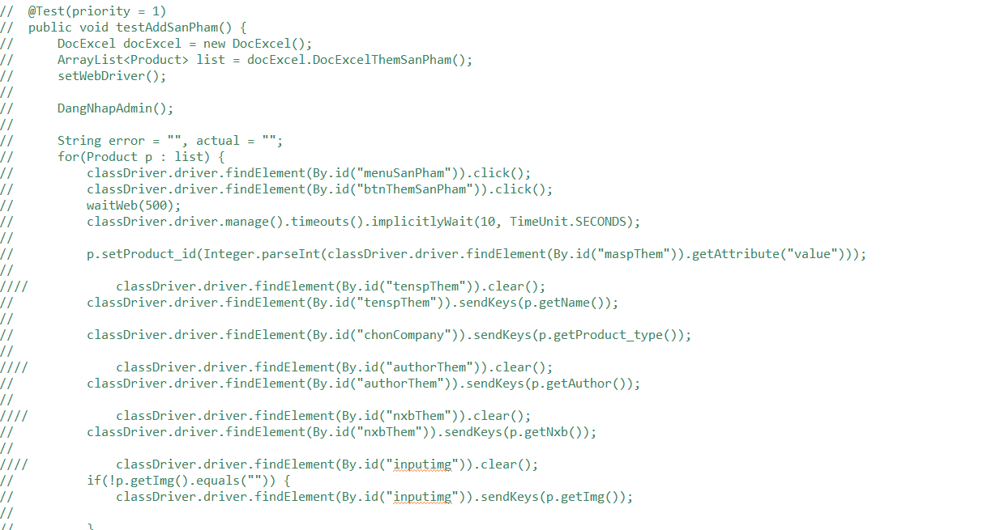 //  @Test(priority = 1)
//  public void testAddSanPham() {
//      DocExcel docExcel = new DocExcel();
//      ArrayList<Product> list = docExcel.DocExcelThemSanPham();
//      setWebDriver();
//
//      DangNhapAdmin();
//
//      String error = "", actual = "";
//      for(Product p : list) {
//          classDriver.driver.findElement(By.id("menuSanPham")).click();
//          classDriver.driver.findElement(By.id("btnThemSanPham")).click();
//          waitWeb(500);
//          classDriver.driver.manage().timeouts().implicitlyWait(10, TimeUnit.SECONDS);
//
//          p.setProduct_id(Integer.parseInt(classDriver.driver.findElement(By.id("maspThem")).getAttribute("value")));
//
////            classDriver.driver.findElement(By.id("tenspThem")).clear();
//          classDriver.driver.findElement(By.id("tenspThem")).sendKeys(p.getName());
//
//          classDriver.driver.findElement(By.id("chonCompany")).sendKeys(p.getProduct_type());
//
////            classDriver.driver.findElement(By.id("authorThem")).clear();
//          classDriver.driver.findElement(By.id("authorThem")).sendKeys(p.getAuthor());
//
////            classDriver.driver.findElement(By.id("nxbThem")).clear();
//          classDriver.driver.findElement(By.id("nxbThem")).sendKeys(p.getNxb());
//
////            classDriver.driver.findElement(By.id("inputimg")).clear();
//          if(!p.getImg().equals("")) {
//              classDriver.driver.findElement(By.id("inputimg")).sendKeys(p.getImg());
//
//          }